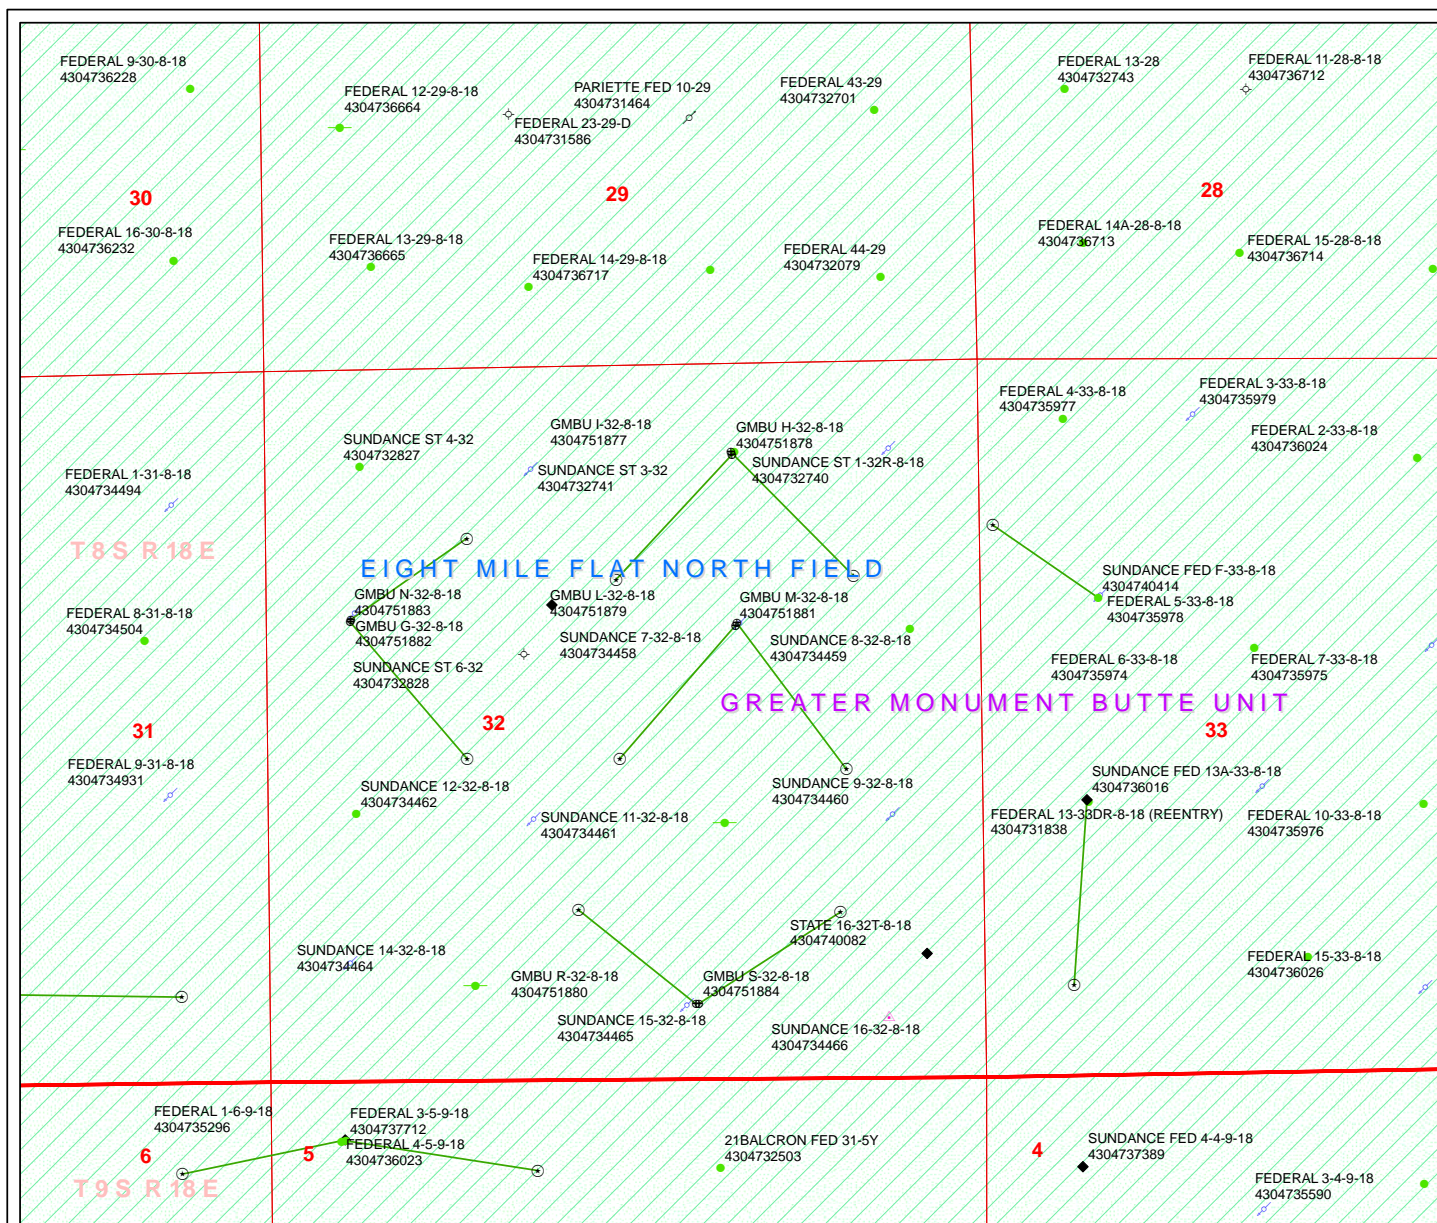 FEDERAL 9-30-8-18
4304736228
FEDERAL 12-29-8-18
4304736664
PARIETTE FED 10-29
4304731464
FEDERAL 23-29-D
4304731586
FEDERAL 43-29
4304732701
FEDERAL 13-28
4304732743
FEDERAL 11-28-8-18
4304736712
30
29
28
FEDERAL 16-30-8-18
4304736232
FEDERAL 13-29-8-18
4304736665
FEDERAL 14-29-8-18
4304736717
FEDERAL 44-29
4304732079
FEDERAL 14A-28-8-18
4304736713
FEDERAL 15-28-8-18
4304736714
FEDERAL 4-33-8-18
4304735977
FEDERAL 3-33-8-18
4304735979
FEDERAL 2-33-8-18
4304736024
SUNDANCE ST 4-32
4304732827
GMBU I-32-8-18
4304751877
SUNDANCE ST 3-32
4304732741
GMBU H-32-8-18
4304751878
SUNDANCE ST 1-32R-8-18
4304732740
FEDERAL 1-31-8-18
4304734494
T8S R18E
EIGHT MILE FLAT NORTH FIELD
GMBU N-32-8-18
4304751883
GMBU G-32-8-18
4304751882
GMBU L-32-8-18
4304751879
GMBU M-32-8-18
4304751881
SUNDANCE FED F-33-8-18
4304740414
FEDERAL 5-33-8-18
4304735978
FEDERAL 8-31-8-18
4304734504
SUNDANCE ST 6-32
4304732828
SUNDANCE 7-32-8-18
4304734458
SUNDANCE 8-32-8-18
4304734459
FEDERAL 6-33-8-18
4304735974
FEDERAL 7-33-8-18
4304735975
GREATER MONUMENT BUTTE UNIT
31
32
33
FEDERAL 9-31-8-18
4304734931
SUNDANCE 12-32-8-18
4304734462
SUNDANCE 11-32-8-18
4304734461
SUNDANCE 9-32-8-18
4304734460
SUNDANCE FED 13A-33-8-18
4304736016
FEDERAL 13-33DR-8-18 (REENTRY)
4304731838
FEDERAL 10-33-8-18
4304735976
SUNDANCE 14-32-8-18
4304734464
GMBU R-32-8-18
4304751880
GMBU S-32-8-18
4304751884
STATE 16-32T-8-18
4304740082
FEDERAL 15-33-8-18
4304736026
SUNDANCE 15-32-8-18
4304734465
SUNDANCE 16-32-8-18
4304734466
FEDERAL 1-6-9-18
4304735296
FEDERAL 3-5-9-18
4304737712
FEDERAL 4-5-9-18
4304736023
21BALCRON FED 31-5Y
4304732503
SUNDANCE FED 4-4-9-18
4304737389
6
5
4
T9S R18E
FEDERAL 3-4-9-18
4304735590